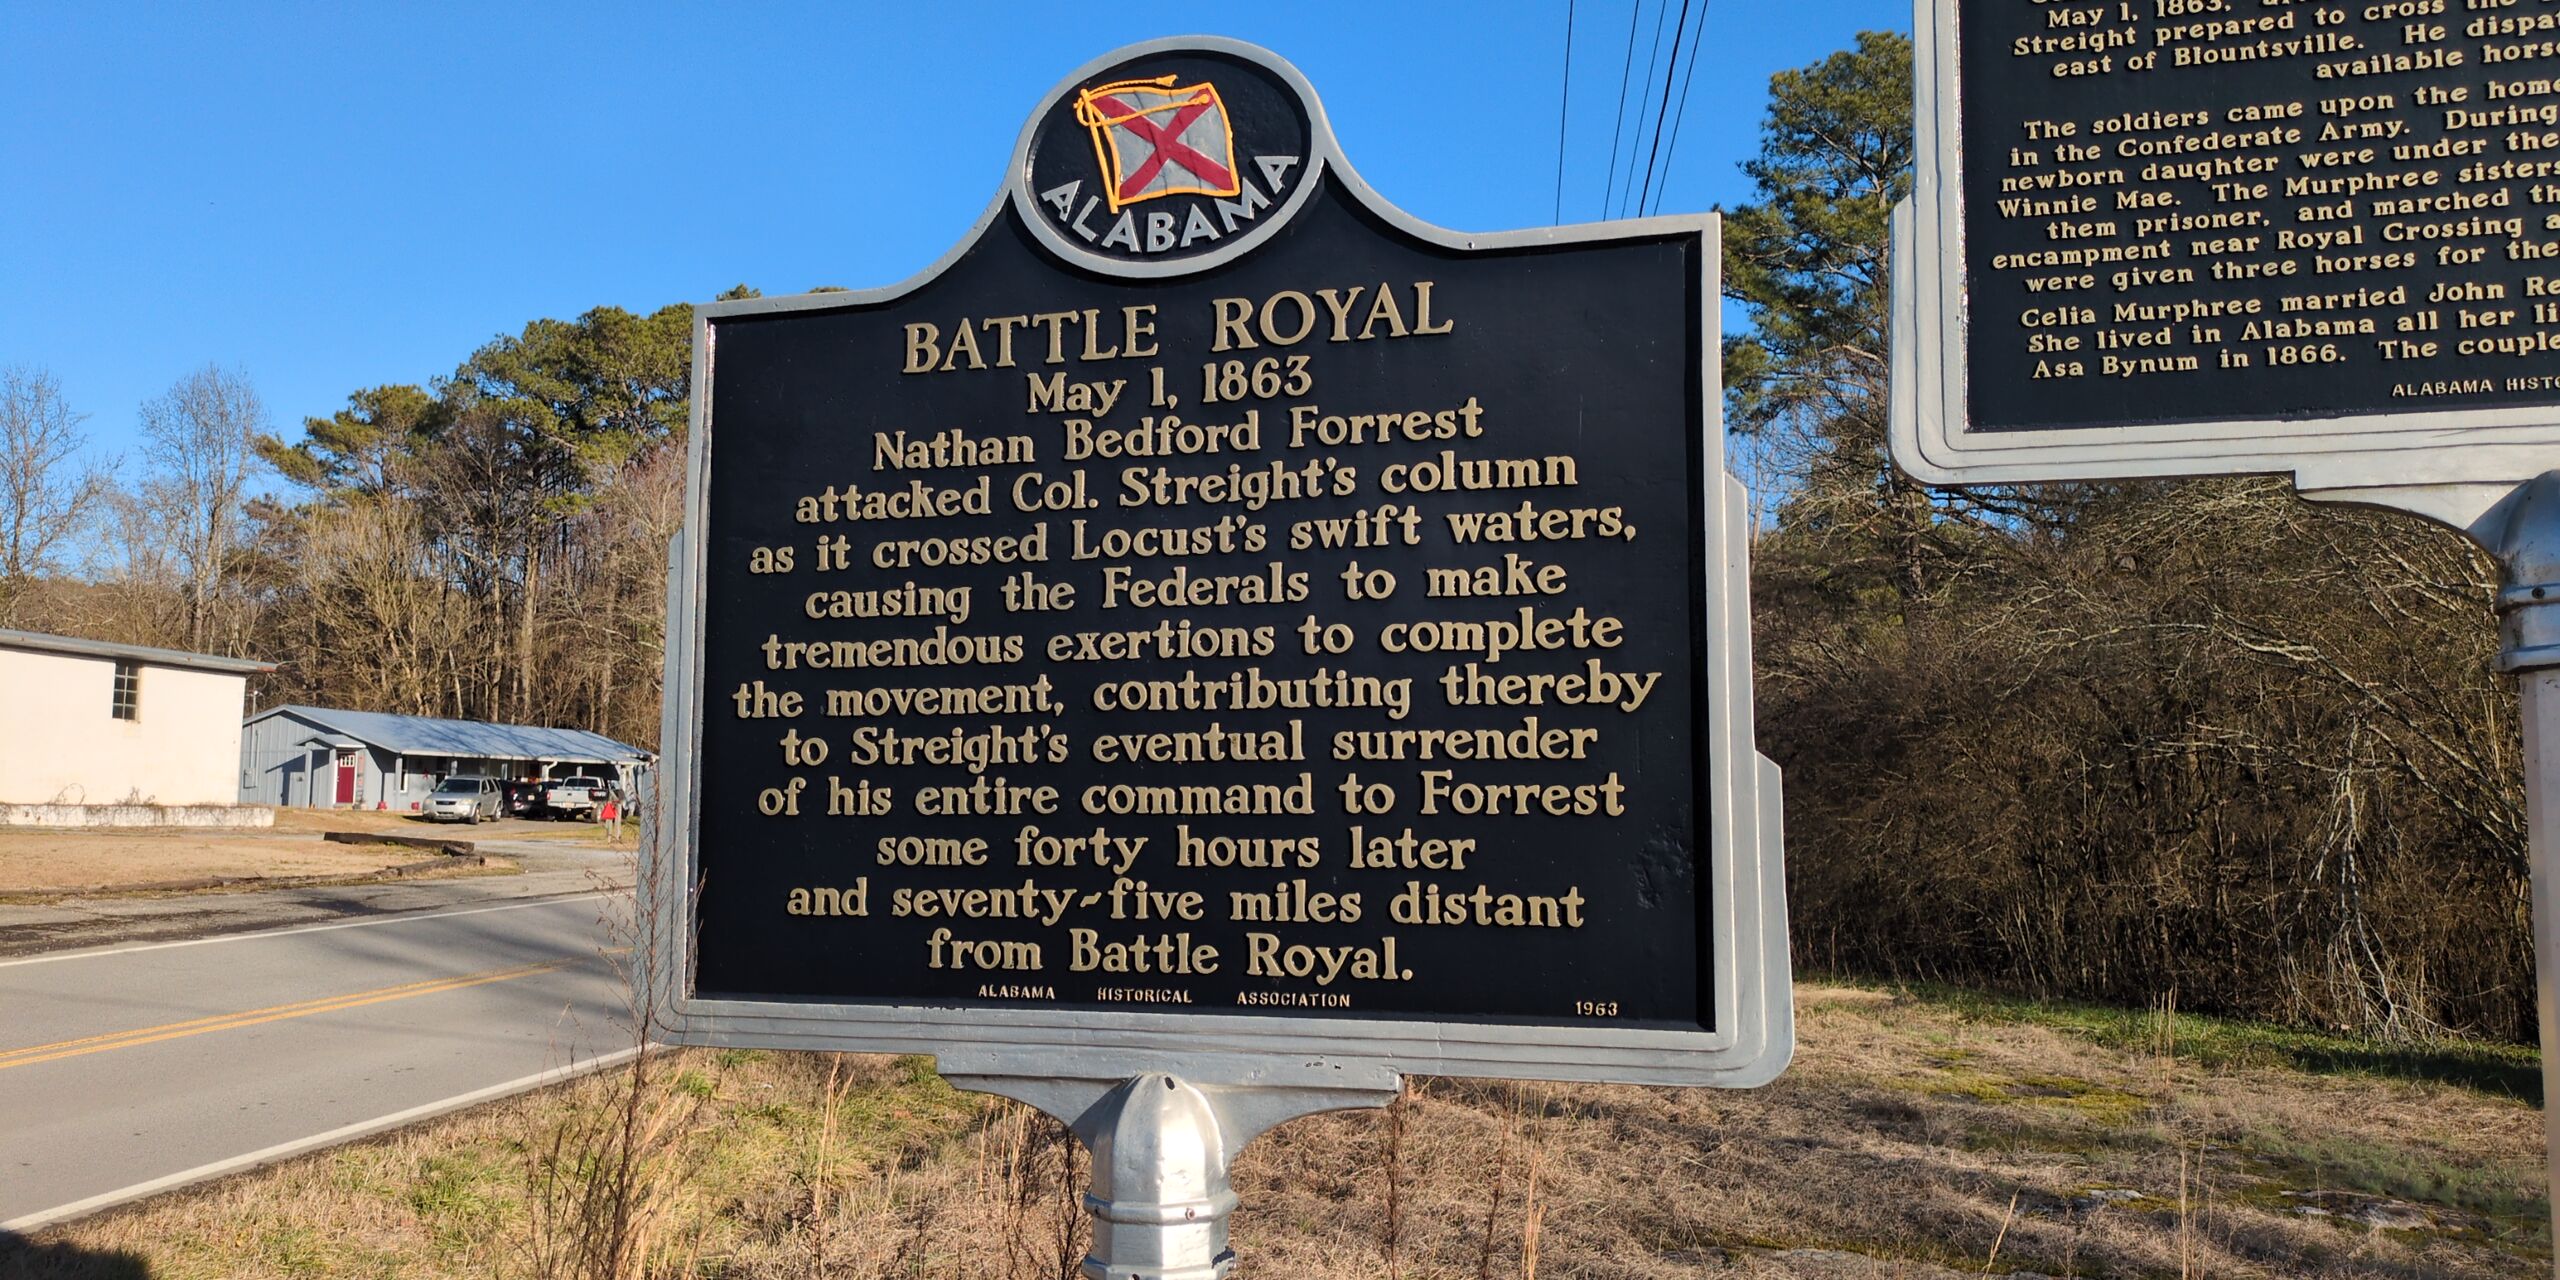 ALABAMA
BATTLE ROYAL
May 1, 1863
Nathan Bedford Forrest
attacked Col. Streight's column
as it crossed Locust's swift waters,
causing the Federals to make
tremendous exertions to complete
the movement, contributing thereby
to Streight's eventual surrender
of his entire command to Forrest
some forty hours later
and seventy-five miles distant
from Battle Royal.
ALABAMA HISTORICAL ASSOCIATION 1963
May 1, 1863,
Streight prepared to cross the
east of Blountsville. He
available
The soldiers came upon the
in the Confederate Army. During
newborn daughter were under the
Winnie Mae. The Murphree sisters
them prisoner, and marched
encampment near Royal Crossing
were given three horses for the
Celia Murphree married John
She lived in Alabama all her
Asa Bynum in 1866. The couple
ALABAMA